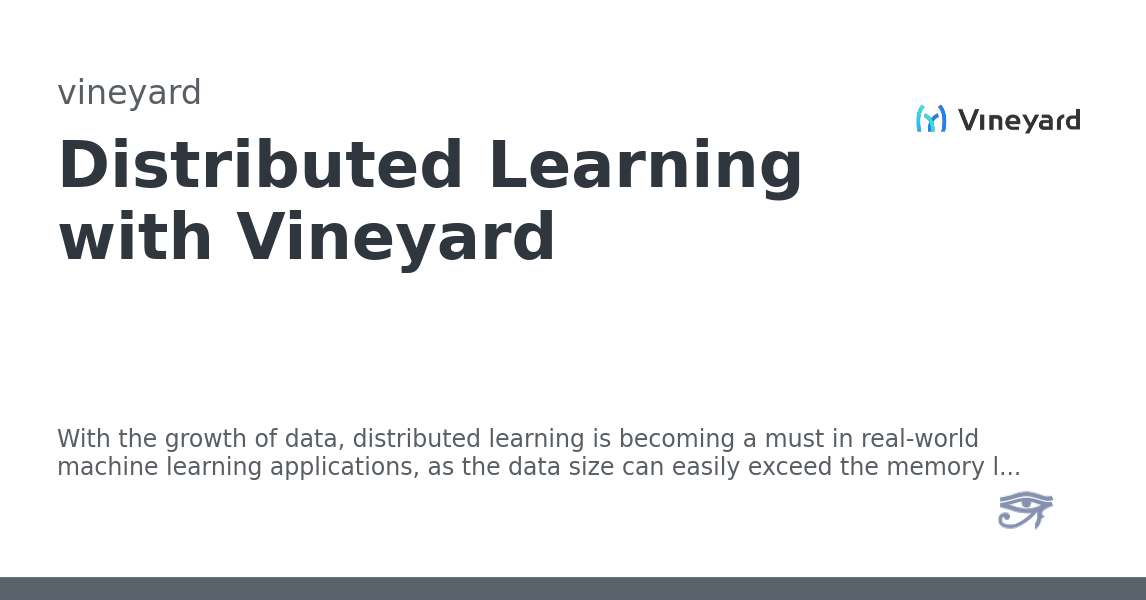 vineyard
Vineyard
Distributed Learning
with Vineyard
With the growth of data, distributed learning is becoming a must in real-world
machine learning applications, as the data size can easily exceed the memory l...